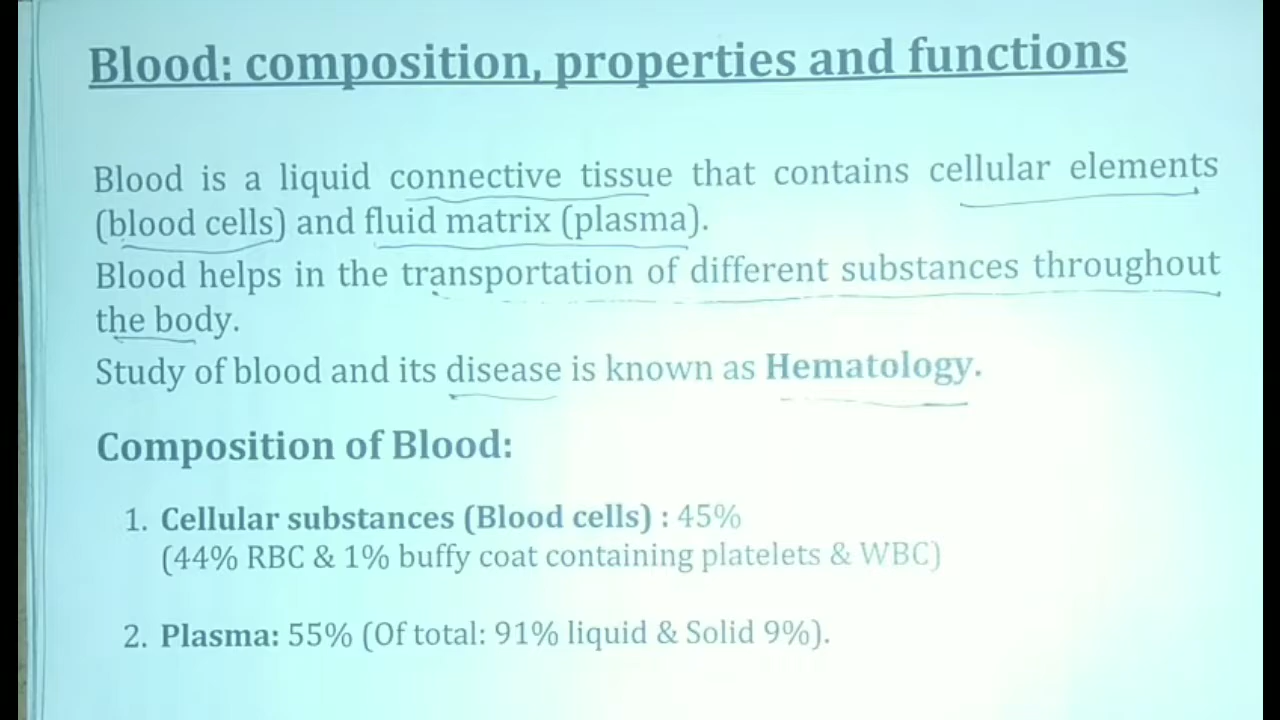 Blood: composition, properties and functions
Blood is a liquid connective tissue that contains cellular elements
(blood cells) and fluid matrix (plasma).
Blood helps in the transportation of different substances throughout
the body.
Study of blood and its disease is known as Hematology.
Composition of Blood:
1. Cellular substances (Blood cells) : 45%
(44% RBC & 1% buffy coat containing platelets & WBC)
2. Plasma: 55% (Of total: 91% liquid & Solid 9%).